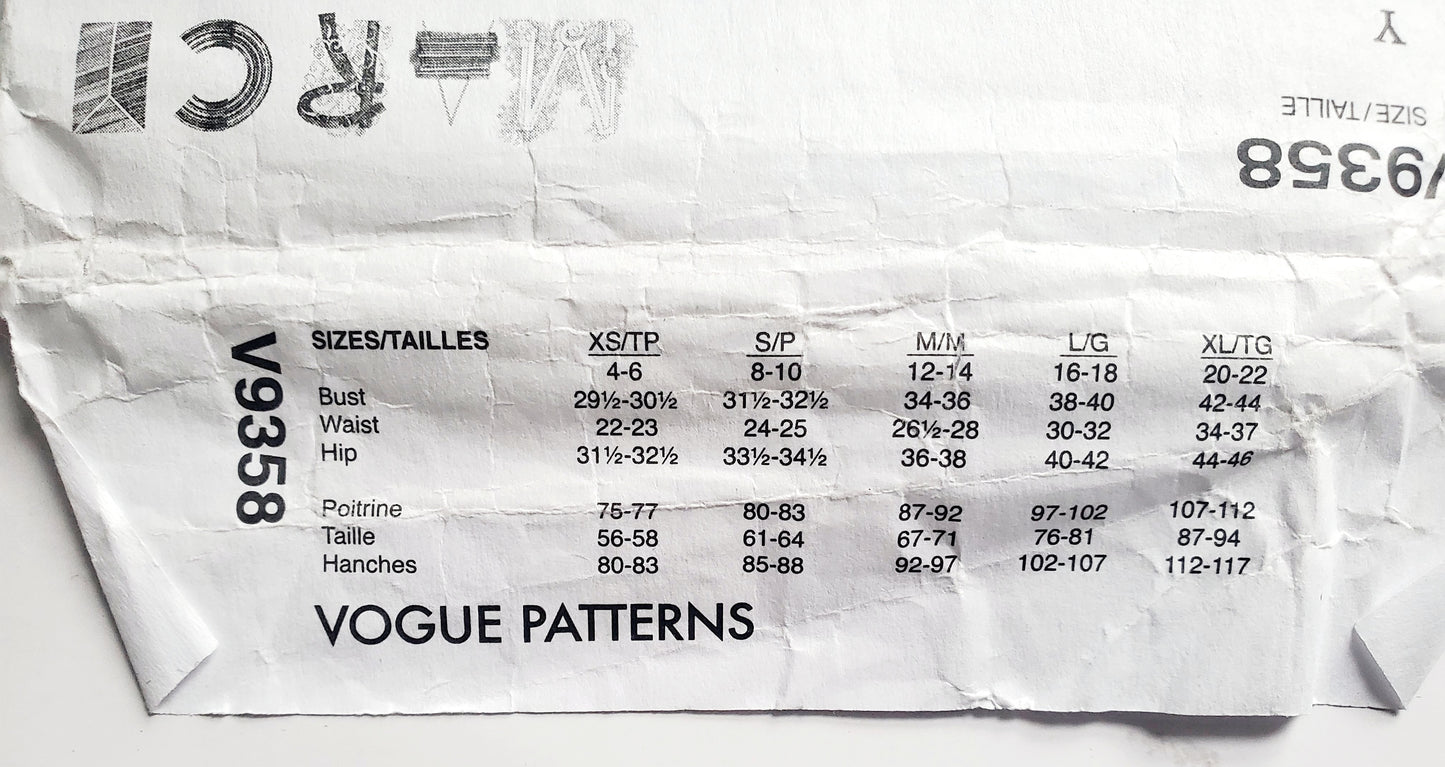 Y
SIZE/TAILLE
V9358
V9358
SIZES/TAILLES XS/TP S/P M/M L/G XL/TG
4-6 8-10 12-14 16-18 20-22
Bust 29½-30½ 31½-32½ 34-36 38-40 42-44
Waist 22-23 24-25 26½-28 30-32 34-37
Hip 31½-32½ 33½-34½ 36-38 40-42 44-46
Poitrine 75-77 80-83 87-92 97-102 107-112
Taille 56-58 61-64 67-71 76-81 87-94
Hanches 80-83 85-88 92-97 102-107 112-117
VOGUE PATTERNS